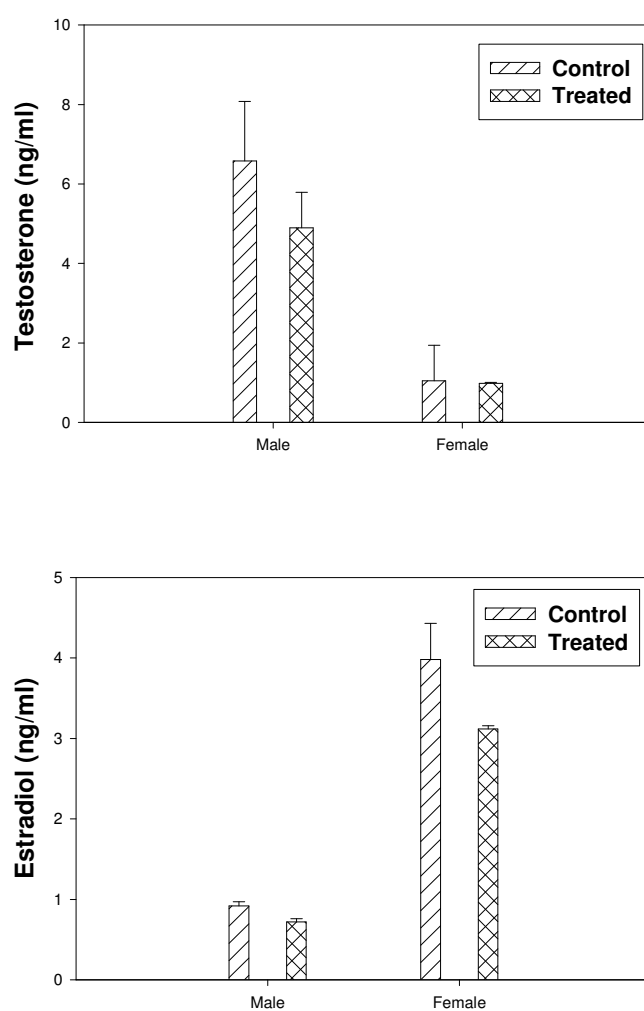 10
8
6
4
2
0
Testosterone (ng/ml)
Control
Treated
Male Female
5
4
3
2
1
0
Estradiol (ng/ml)
Control
Treated
Male Female